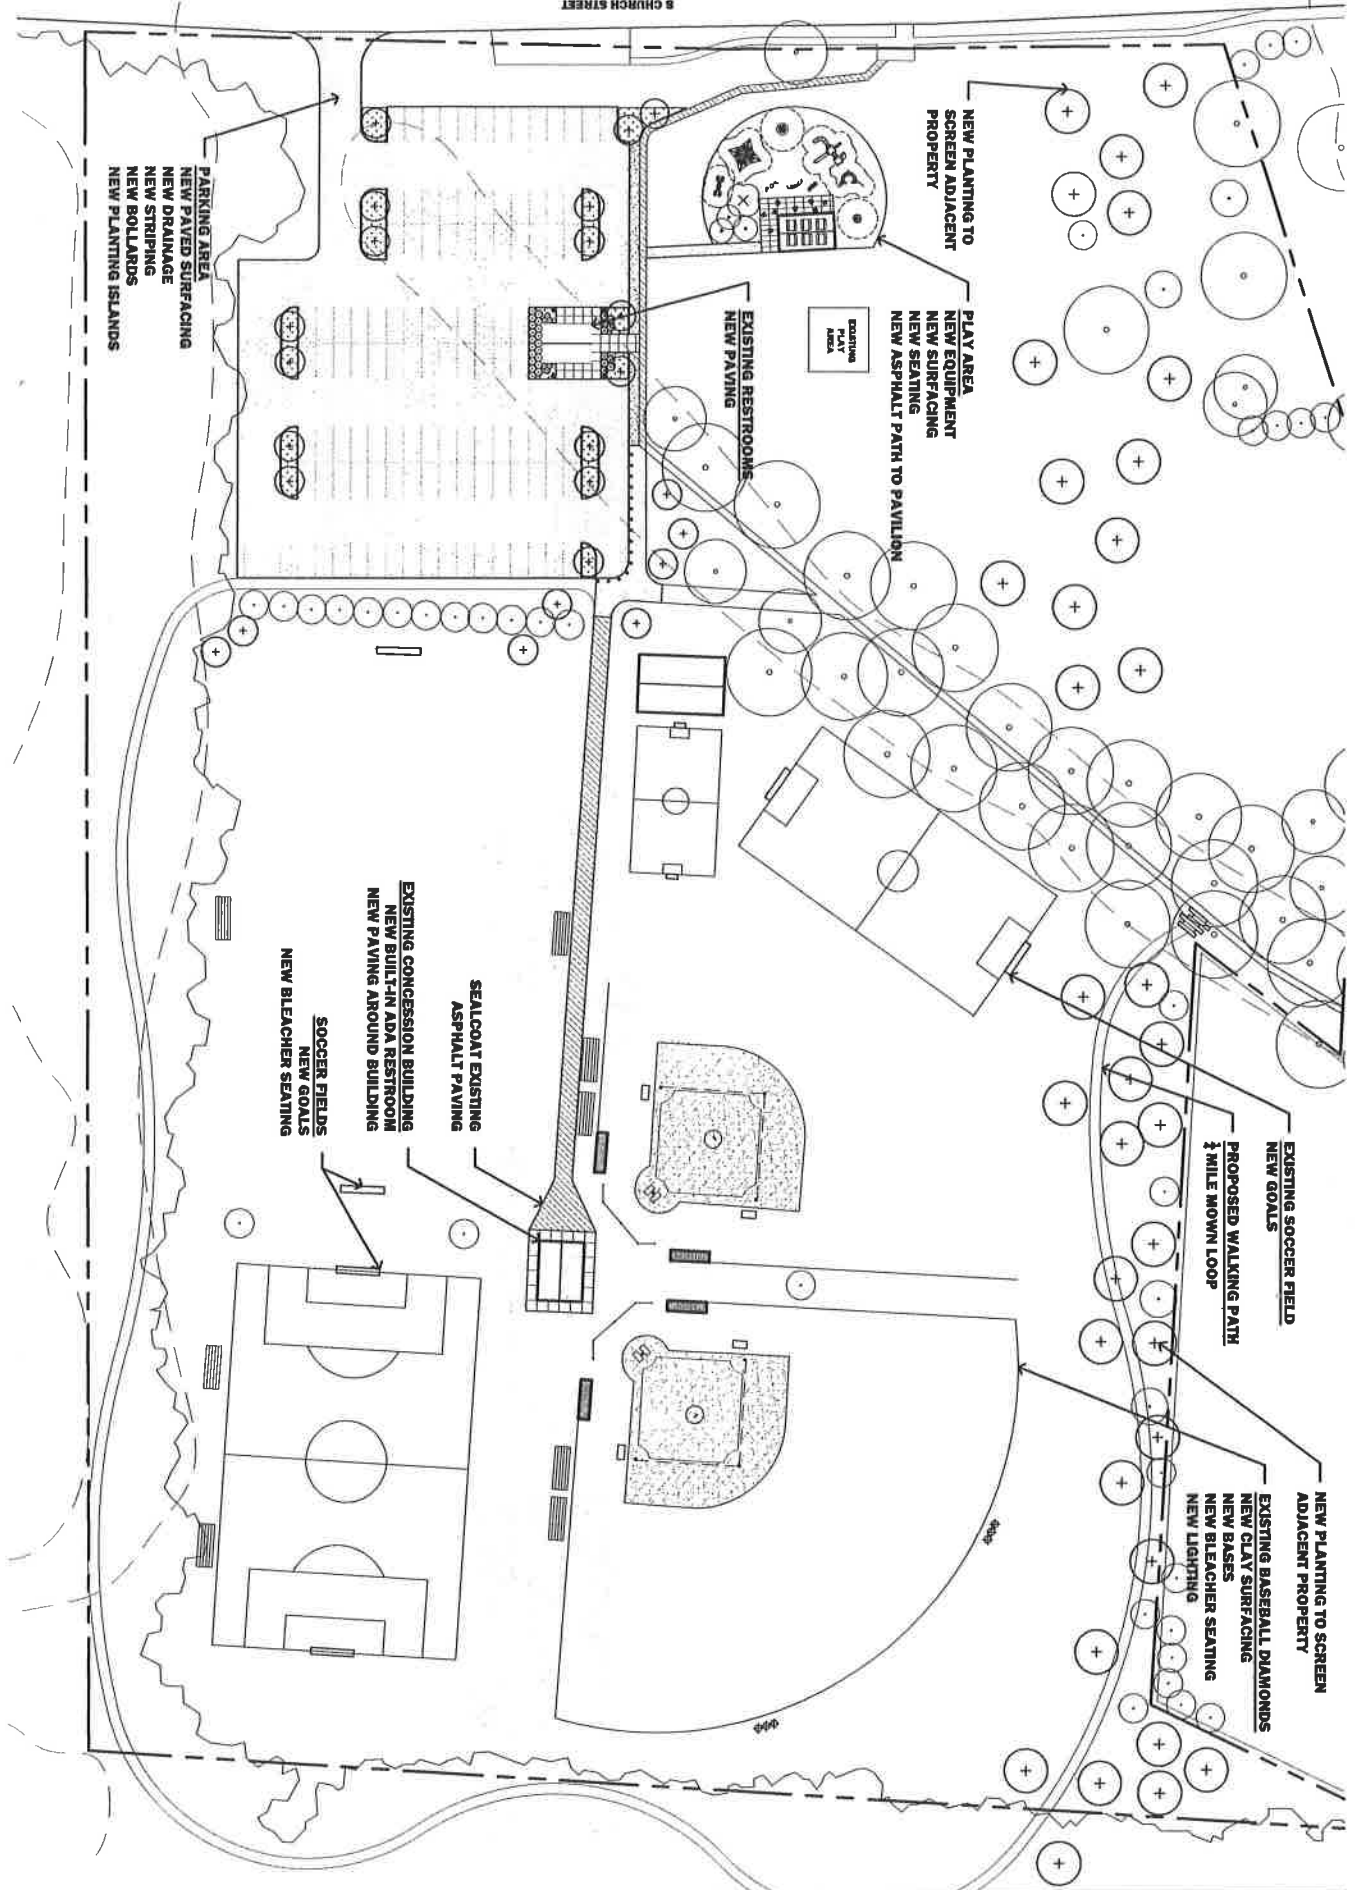 S CHURCH STREET
NEW PLANTING TO
SCREEN ADJACENT
PROPERTY
PLAY AREA
NEW EQUIPMENT
NEW SURFACING
NEW SEATING
NEW ASPHALT PATH TO PAVILION
EXISTING
PLAY
AREA
EXISTING RESTROOMS
NEW PAVING
PARKING AREA
NEW PAVED SURFACING
NEW DRAINAGE
NEW STRIPING
NEW BOLLARDS
NEW PLANTING ISLANDS
NEW PLANTING TO SCREEN
ADJACENT PROPERTY
EXISTING SOCCER FIELD
NEW GOALS
PROPOSED WALKING PATH
MILE MOWN LOOP
EXISTING BASEBALL DIAMONDS
NEW CLAY SURFACING
NEW BASES
NEW BLEACHER SEATING
NEW LIGHTING
SEALCOAT EXISTING
ASPHALT PAVING
EXISTING CONCESSION BUILDING
NEW BUILT-IN ADA RESTROOM
NEW PAVING AROUND BUILDING
SOCCER FIELDS
NEW GOALS
NEW BLEACHER SEATING